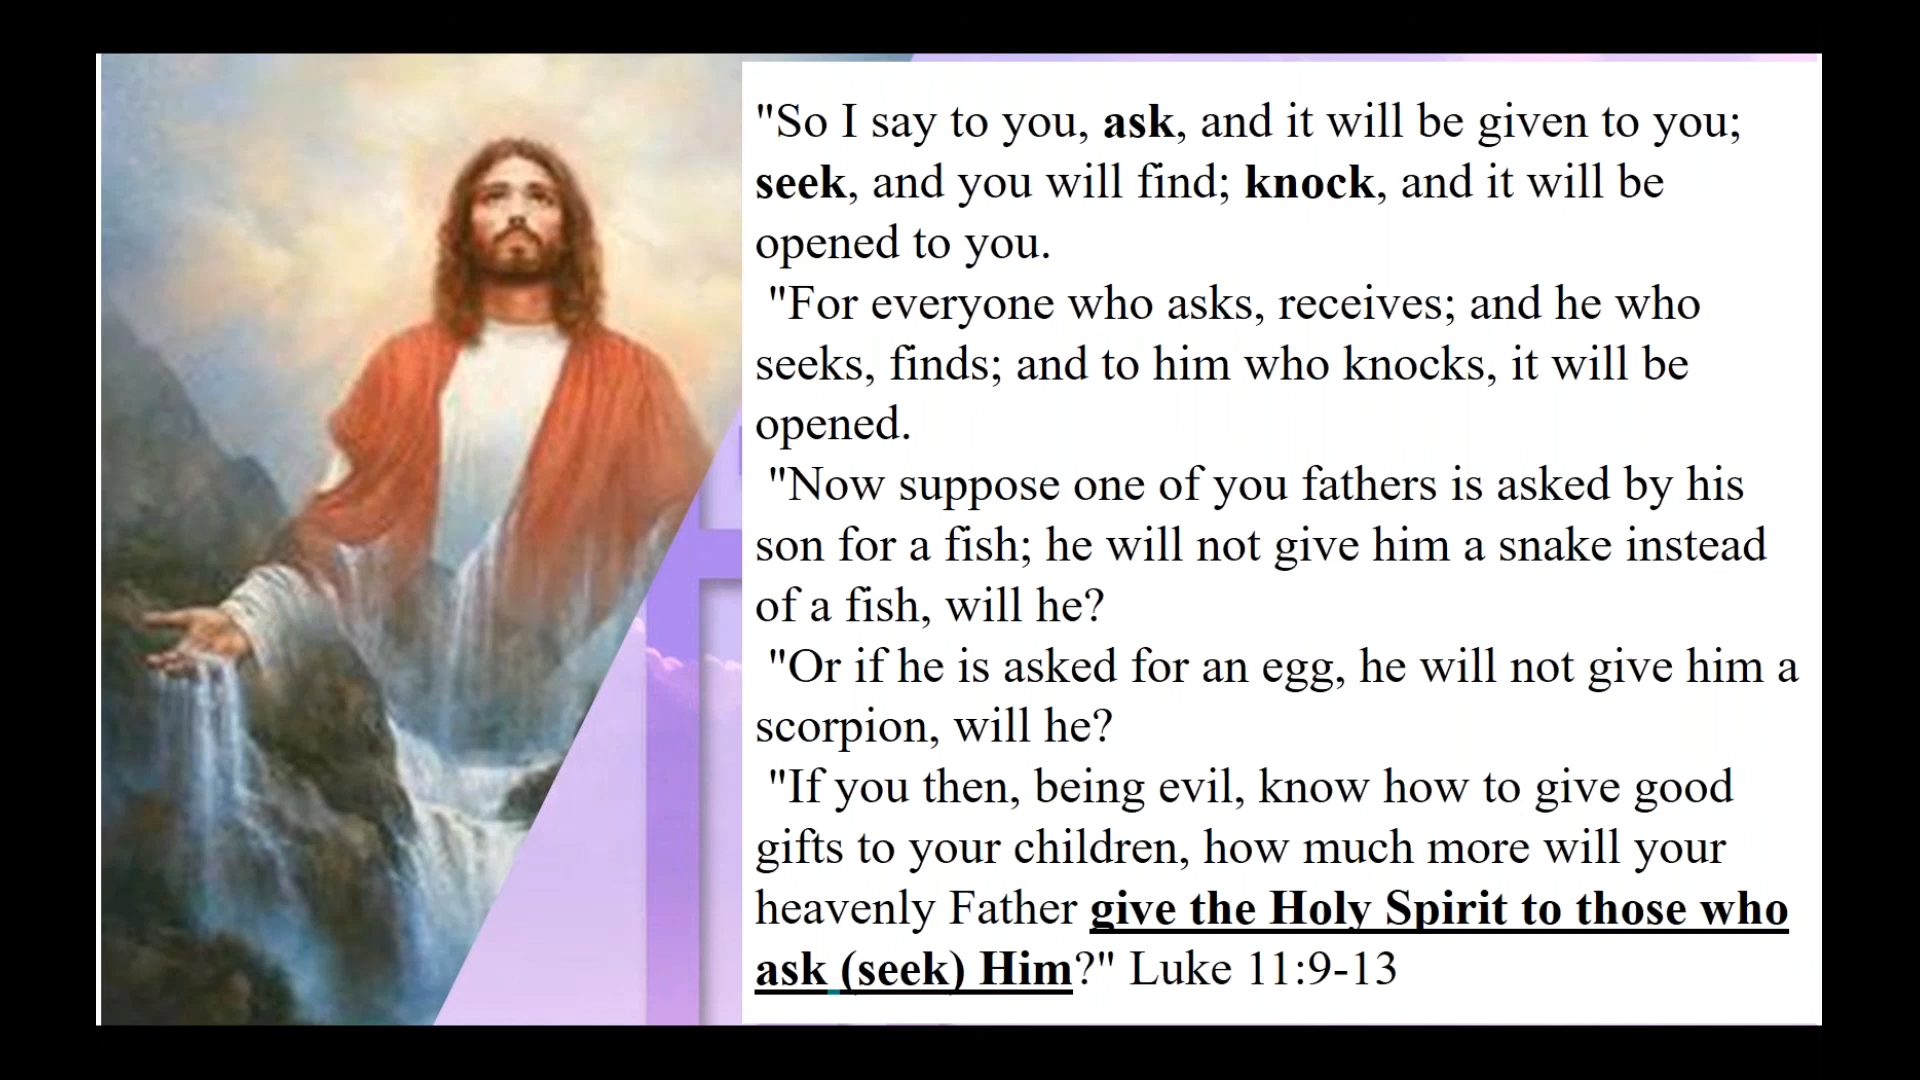 "So I say to you, ask, and it will be given to you;
seek, and you will find; knock, and it will be
opened to you.
"For everyone who asks, receives; and he who
seeks, finds; and to him who knocks, it will be
opened.
"Now suppose one of you fathers is asked by his
son for a fish; he will not give him a snake instead
of a fish, will he?
"Or if he is asked for an egg, he will not give him a
scorpion, will he?
"If you then, being evil, know how to give good
gifts to your children, how much more will your
heavenly Father give the Holy Spirit to those who
ask (seek) Him?" Luke 11:9-13